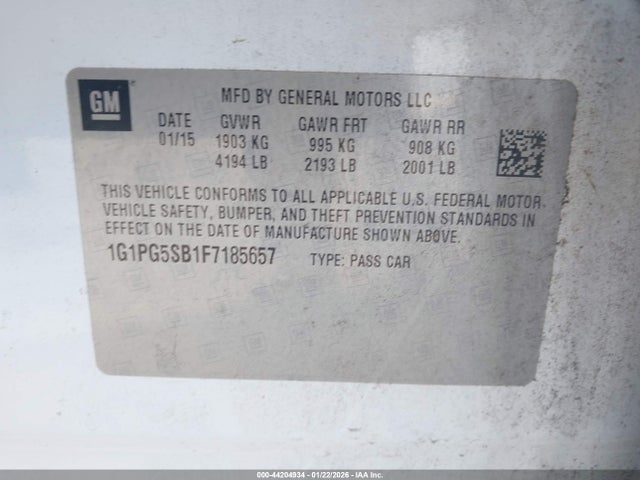 GM
MFD BY GENERAL MOTORS LLC
DATE GVWR GAWR FRT GAWR RR
01/15 1903 KG 995 KG 908 KG
4194 LB 2193 LB 2001 LB
THIS VEHICLE CONFORMS TO ALL APPLICABLE U.S. FEDERAL MOTOR
VEHICLE SAFETY, BUMPER, AND THEFT PREVENTION STANDARDS IN
EFFECT ON THE DATE OF MANUFACTURE SHOWN ABOVE.
1G1PG5SB1F7185657 TYPE: PASS CAR
000-44204934 - 01/22/2026 - IAA Inc.